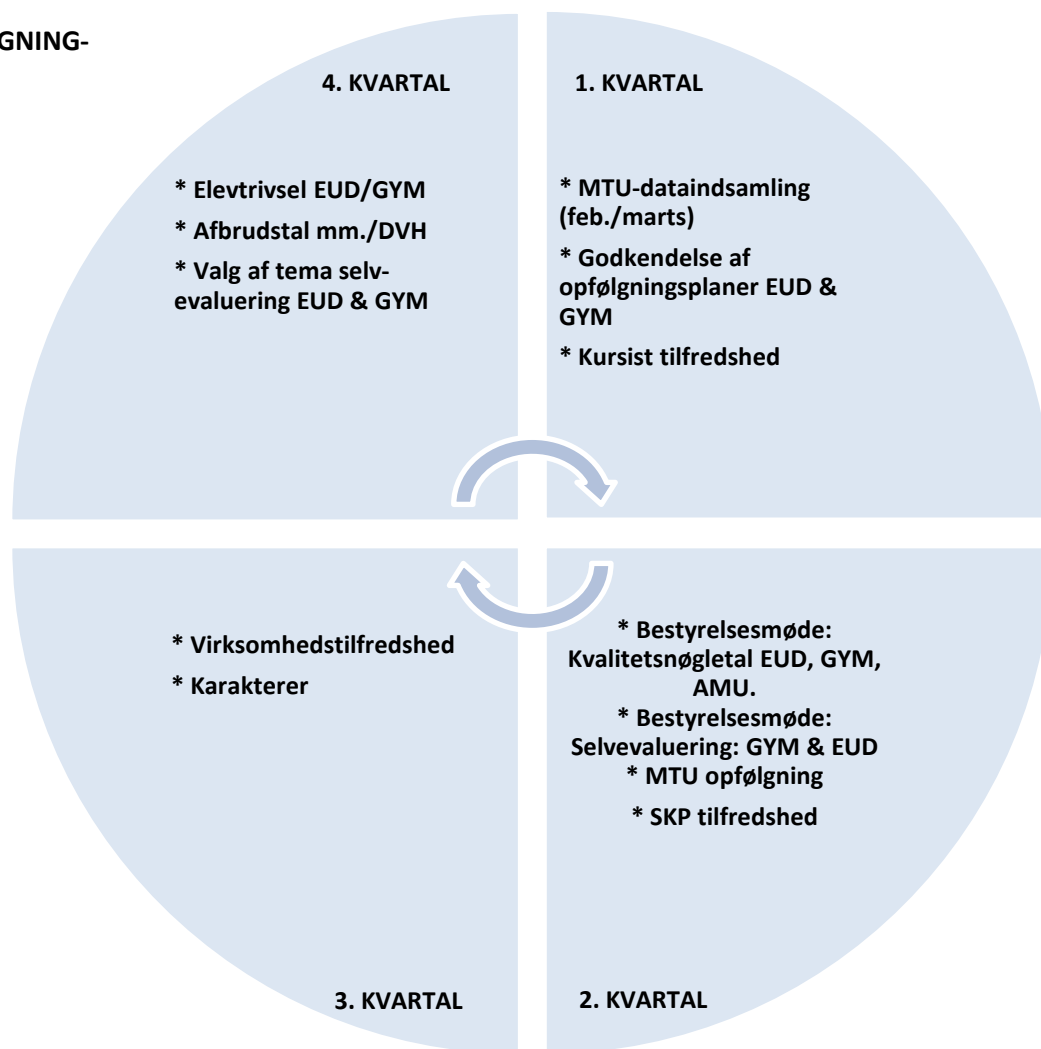 GNING-
4. KVARTAL
* Elevtrivsel EUD/GYM
* Afbrudstal mm./DVH
* Valg af tema selv-
evaluering EUD & GYM
1. KVARTAL
* MTU-dataindsamling
(feb./marts)
* Godkendelse af
opfølgningsplaner EUD &
GYM
* Kursist tilfredshed
* Virksomhedstilfredshed
* Karakterer
3. KVARTAL
* Bestyrelsesmøde:
Kvalitetsnøgletal EUD, GYM,
AMU.
* Bestyrelsesmøde:
Selvevaluering: GYM & EUD
* MTU opfølgning
* SKP tilfredshed
2. KVARTAL